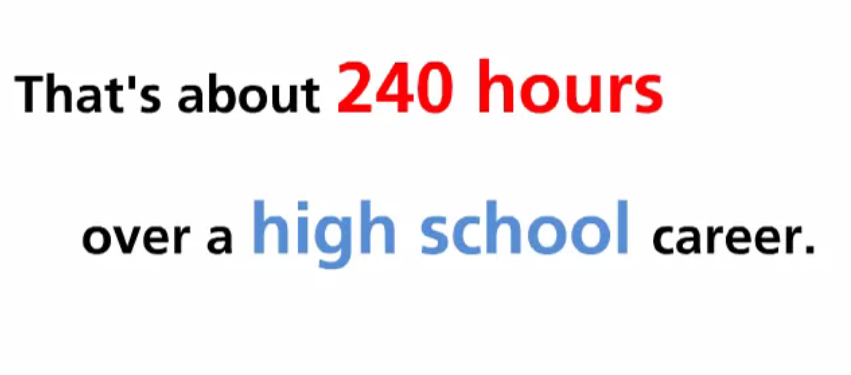 That's about 240 hours
over a high school career.